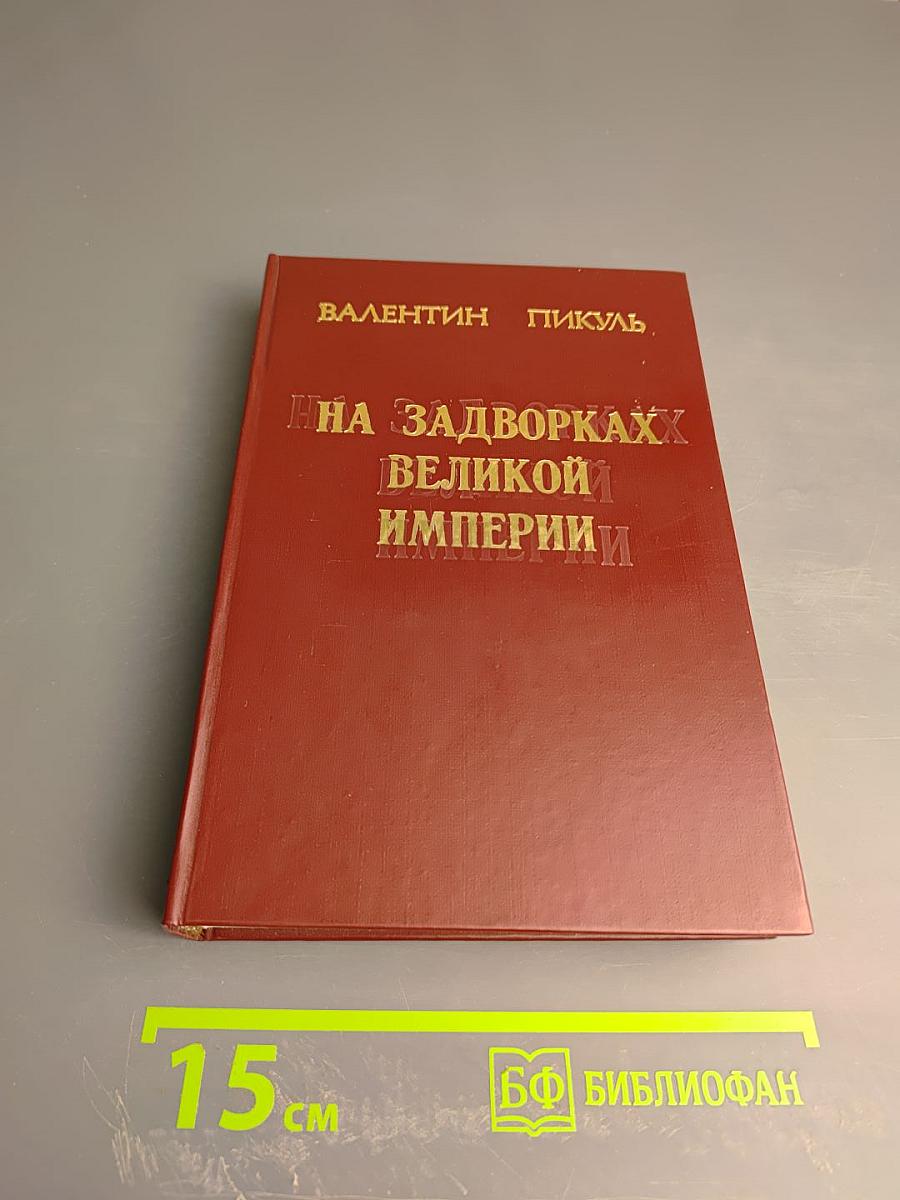 ВАЛЕНТИН ПИКУЛЬ
НА ЗАДВОРКАХ
ВЕЛИКОЙ
ИМПЕРИИ
15 см
БФ БИБЛИОФАН